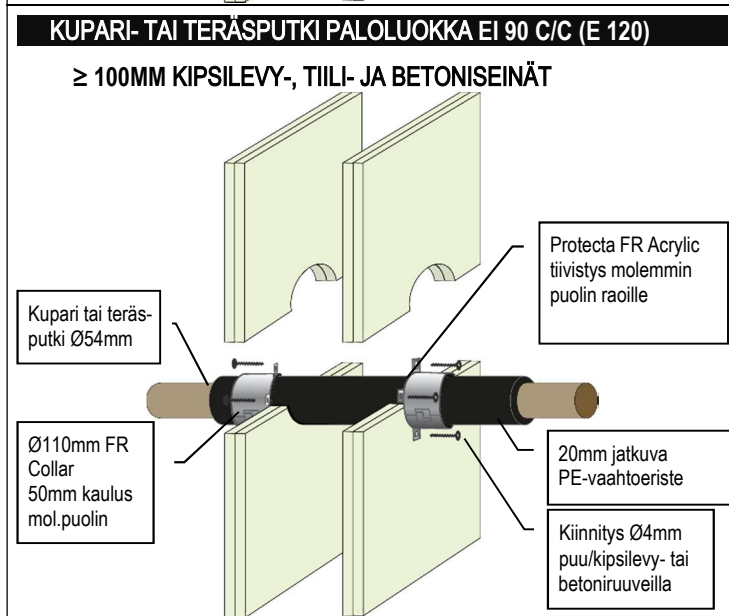 KUPARI- TAI TERÄSPUTKI PALOLUOKKA EI 90 C/C (E 120)
≥ 100MM KIPSILEVY-, TIILI- JA BETONISEINÄT
Protecta FR Acrylic
tiivistys molemmin
puolin raoille
Kupari tai teräs-
putki Ø54mm
Ø110mm FR
Collar
50mm kaulus
mol.puolin
20mm jatkuva
PE-vaahtoeriste
Kiinnitys Ø4mm
puu/kipsilevy- tai
betoniruuveilla